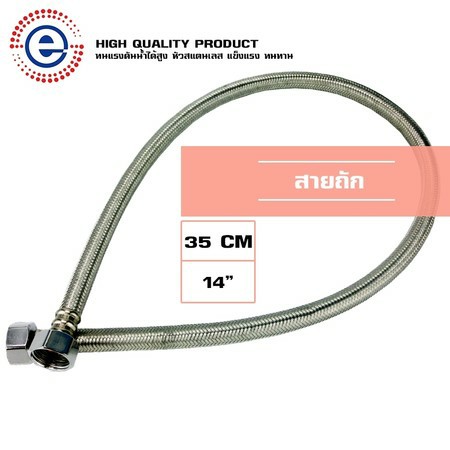 e
HIGH QUALITY PRODUCT
ทนแรงดันน้ำได้สูง หัวสแตนเลส แข็งแรง ทนทาน
สายถัก
35 CM
14”